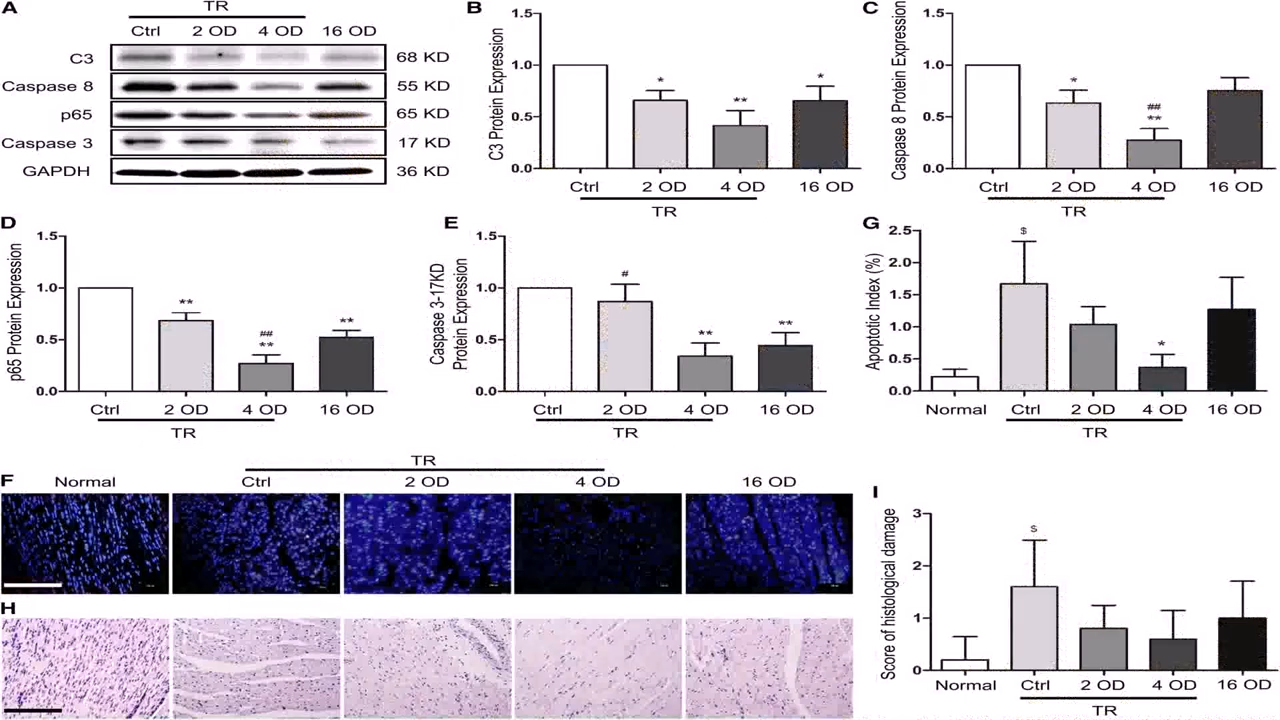 A
TR
Ctrl 2 OD 4 OD 16 OD
C3 68 KD
Caspase 8 55 KD
p65 65 KD
Caspase 3 17 KD
GAPDH 36 KD
B
C3 Protein Expression
1.5
1.0
0.5
0.0
*
**
*
Ctrl 2 OD 4 OD 16 OD
TR
C
Caspase 8 Protein Expression
1.5
1.0
0.5
0.0
*
##
**
Ctrl 2 OD 4 OD 16 OD
TR
D
p65 Protein Expression
1.5
1.0
0.5
0.0
**
##
**
**
Ctrl 2 OD 4 OD 16 OD
TR
E
Caspase 3-17KD
Protein Expression
1.5
1.0
0.5
0.0
#
**
**
Ctrl 2 OD 4 OD 16 OD
TR
G
Apoptotic Index (%)
2.5
2.0
1.5
1.0
0.5
0.0
$
*
Normal Ctrl 2 OD 4 OD 16 OD
TR
TR
F Normal Ctrl 2 OD 4 OD 16 OD
H
I
Score of histological damage
3
2
1
0
$
Normal Ctrl 2 OD 4 OD 16 OD
TR